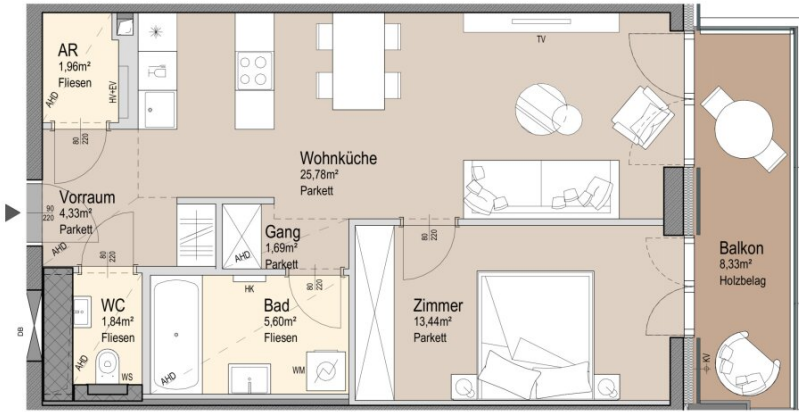 AR
1,96m²
Fliesen
AHD
HV+EV
80
220
TV
Wohnküche
25,78m²
Parkett
Vorraum
4,33m²
Parkett
90
220
AHD
80
220
Gang
1,69m²
Parkett
AHD
80
220
80
220
HK
WC
1,84m²
Fliesen
AHD
WS
DB
Bad
5,60m²
Fliesen
AHD
WM
Zimmer
13,44m²
Parkett
Balkon
8,33m²
Holzbelag
KV